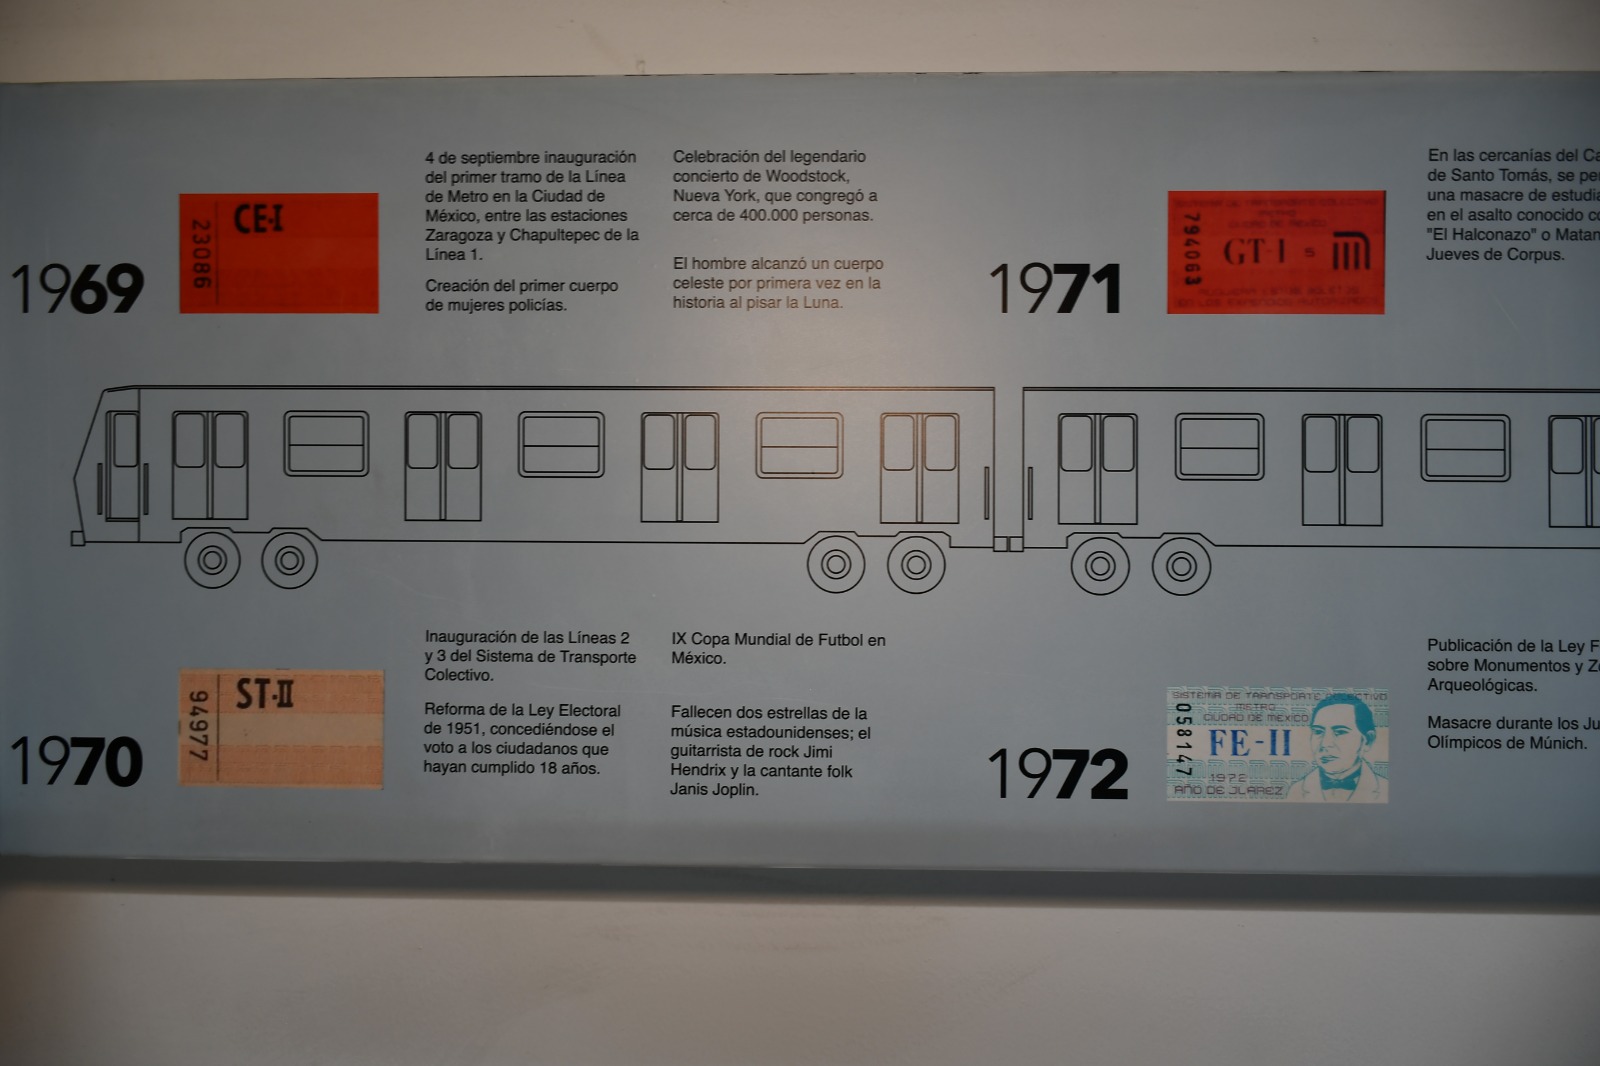 1969
23086
CE-I
4 de septiembre inauguración
del primer tramo de la Línea
de Metro en la Ciudad de
México, entre las estaciones
Zaragoza y Chapultepec de la
Línea 1.
Creación del primer cuerpo
de mujeres policías.
Celebración del legendario
concierto de Woodstock,
Nueva York, que congregó a
cerca de 400.000 personas.
El hombre alcanzó un cuerpo
celeste por primera vez en la
historia al pisar la Luna.
1971
794063
SISTEMA DE TRANSPORTE COLECTIVO
METRO
CIUDAD DE MEXICO
GT-I 5
En las cercanías del
de Santo Tomás, se
una masacre de
en el asalto conocido
"El Halconazo" o
Jueves de Corpus.
1970
94977
ST-II
Inauguración de las Líneas 2
y 3 del Sistema de Transporte
Colectivo.
Reforma de la Ley Electoral
de 1951, concediéndose el
voto a los ciudadanos que
hayan cumplido 18 años.
IX Copa Mundial de Futbol en
México.
Fallecen dos estrellas de la
música estadounidenses; el
guitarrista de rock Jimi
Hendrix y la cantante folk
Janis Joplin.
1972
058147
SISTEMA DE TRANSPORTE COLECTIVO
METRO
CIUDAD DE MEXICO
FE-II
1972
AÑO DE JUAREZ
Publicación de la Ley
sobre Monumentos y
Arqueológicas.
Masacre durante los
Olímpicos de Múnich.